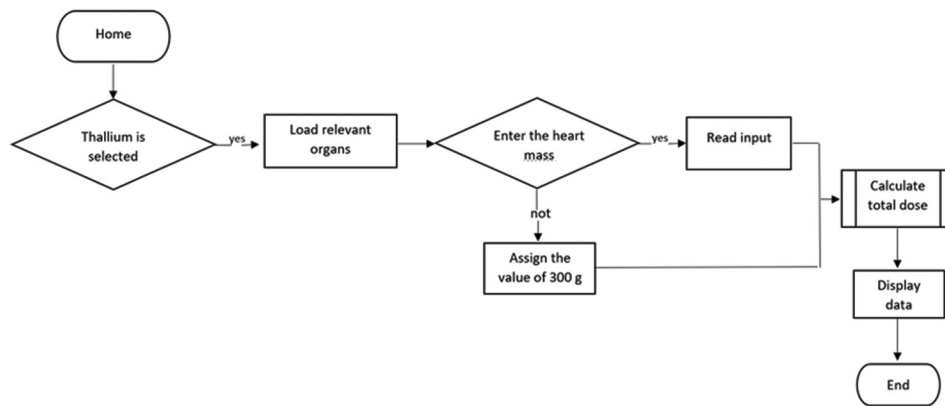 Home
Thallium is
selected
yes
Load relevant
organs
Enter the heart
mass
yes
Read input
not
Assign the
value of 300 g
Calculate
total dose
Display
data
End